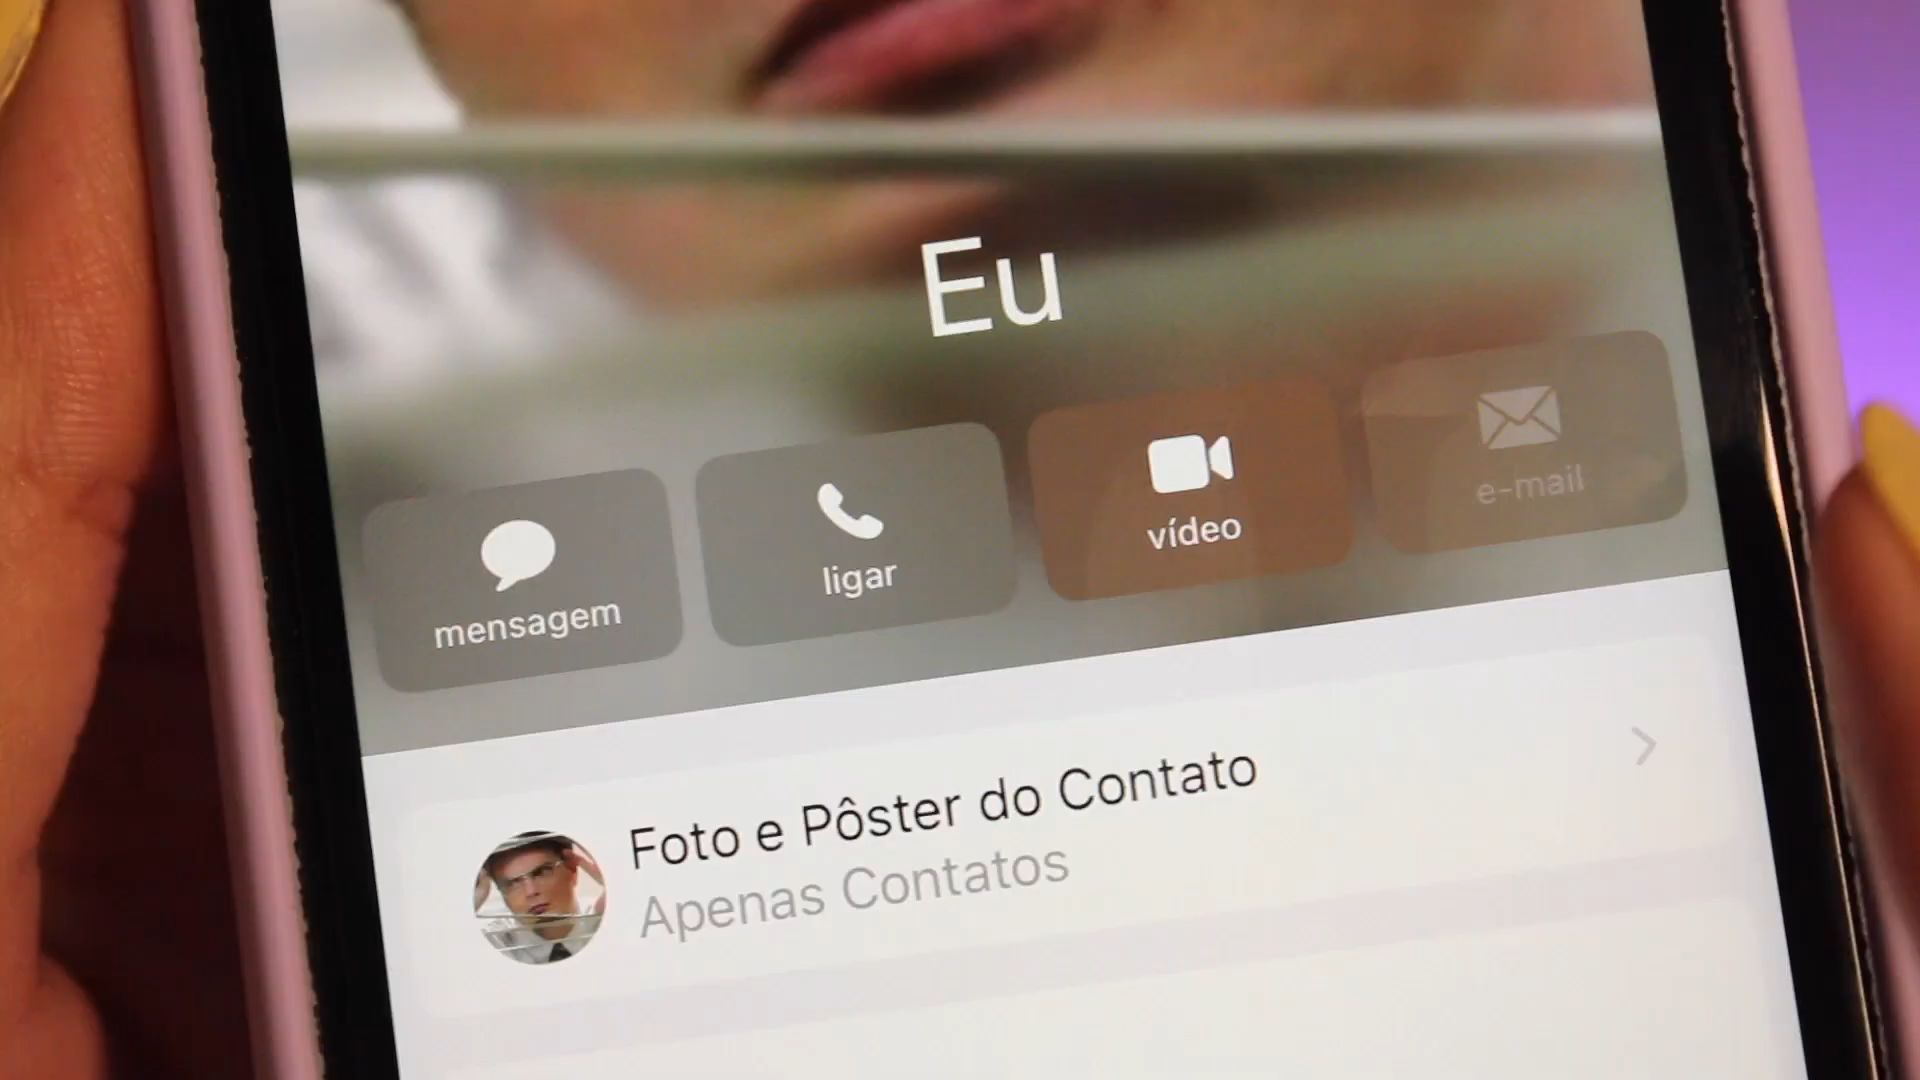 Eu
mensagem
ligar
vídeo
e-mail
Foto e Pôster do Contato
Apenas Contatos